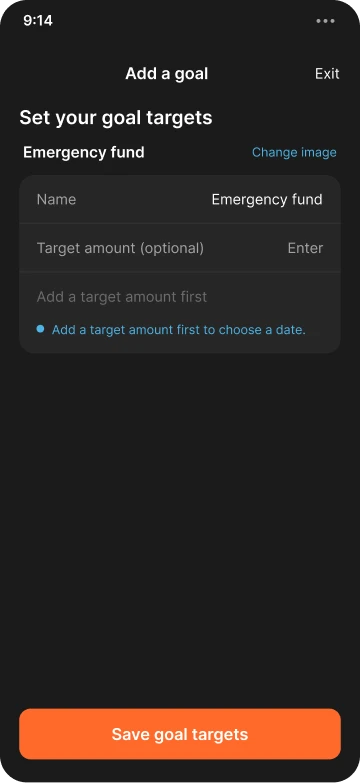 9:14
Add a goal
Exit
Set your goal targets
Emergency fund
Change image
Name
Emergency fund
Target amount (optional)
Enter
Add a target amount first
Add a target amount first to choose a date.
Save goal targets